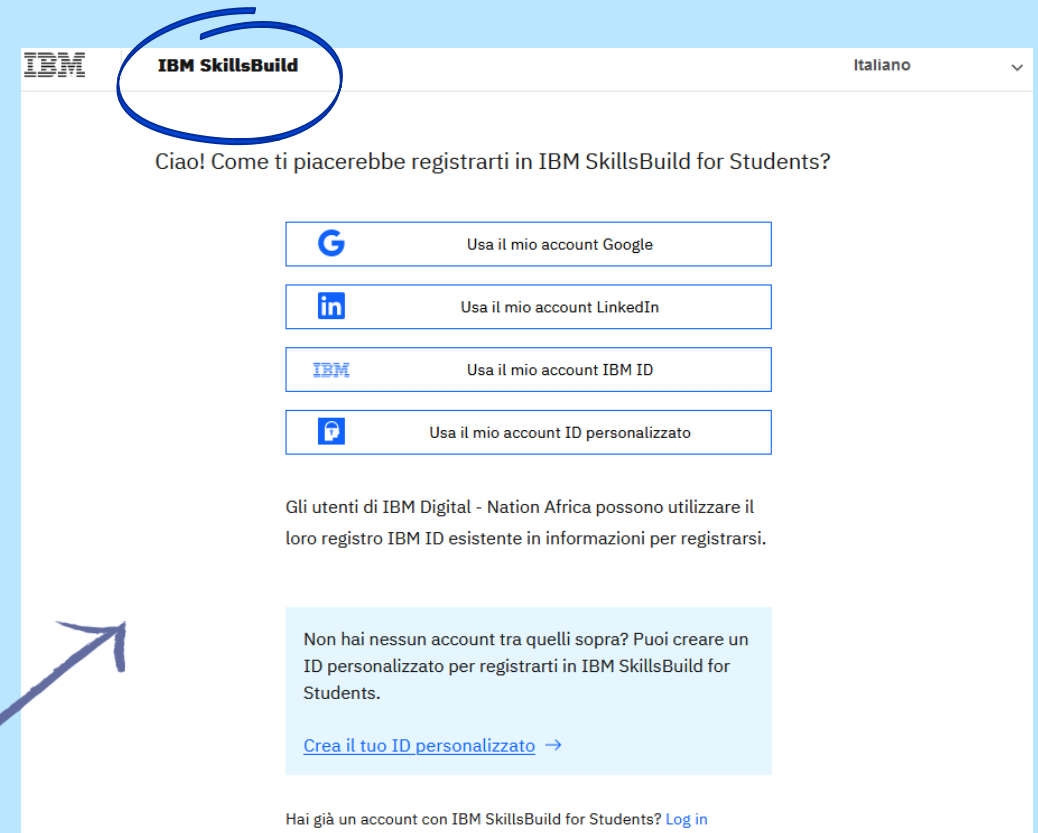 IBM IBM SkillsBuild Italiano
Ciao! Come ti piacerebbe registrarti in IBM SkillsBuild for Students?
G Usa il mio account Google
in Usa il mio account LinkedIn
IBM Usa il mio account IBM ID
Usa il mio account ID personalizzato
Gli utenti di IBM Digital - Nation Africa possono utilizzare il
loro registro IBM ID esistente in informazioni per registrarsi.
Non hai nessun account tra quelli sopra? Puoi creare un
ID personalizzato per registrarti in IBM SkillsBuild for
Students.
Crea il tuo ID personalizzato →
Hai già un account con IBM SkillsBuild for Students? Log in